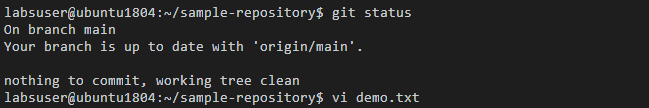 labsuser@ubuntu1804:~/sample-repository$ git status
On branch main
Your branch is up to date with 'origin/main'.
nothing to commit, working tree clean
labsuser@ubuntu1804:~/sample-repository$ vi demo.txt